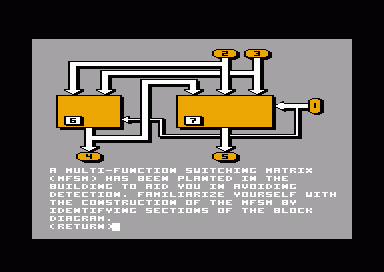 2 3
1
6 7
4 5
A MULTI-FUNCTION SWITCHING MATRIX
(MFSM) HAS BEEN PLANTED IN THE
BUILDING TO AID YOU IN AVOIDING
DETECTION. FAMILIARIZE YOURSELF WITH
THE CONSTRUCTION OF THE MFSM BY
IDENTIFYING SECTIONS OF THE BLOCK
DIAGRAM.
(RETURN)